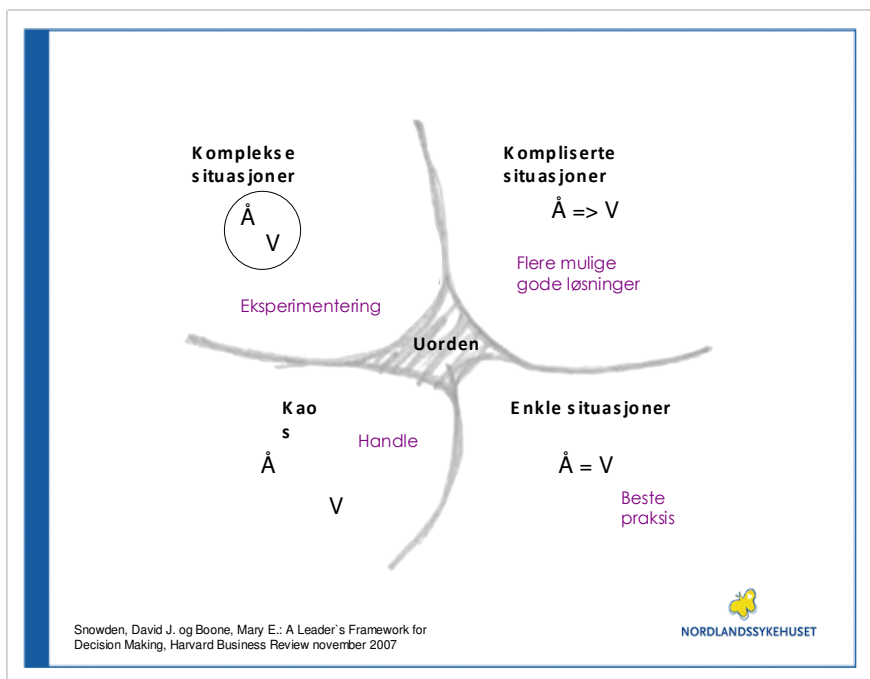 Komplekse
situasjoner
Å
V
Eksperimentering
Kompliserte
situasjoner
Å => V
Flere mulige
gode løsninger
Uorden
Kao
s
Handle
Å
V
Enkle situasjoner
Å = V
Beste
praksis
Snowden, David J. og Boone, Mary E.: A Leader`s Framework for
Decision Making, Harvard Business Review november 2007
NORDLANDSSYKEHUSET